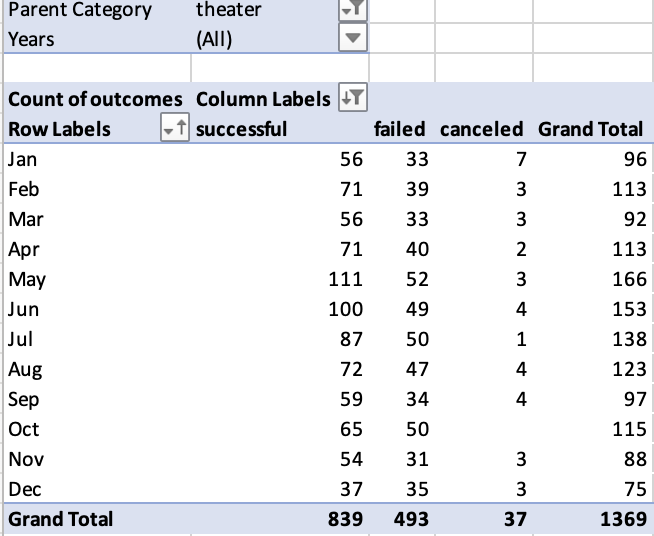 Parent Category theater
Years (All)
Count of outcomes Column Labels
Row Labels successful failed canceled Grand Total
Jan 56 33 7 96
Feb 71 39 3 113
Mar 56 33 3 92
Apr 71 40 2 113
May 111 52 3 166
Jun 100 49 4 153
Jul 87 50 1 138
Aug 72 47 4 123
Sep 59 34 4 97
Oct 65 50 115
Nov 54 31 3 88
Dec 37 35 3 75
Grand Total 839 493 37 1369